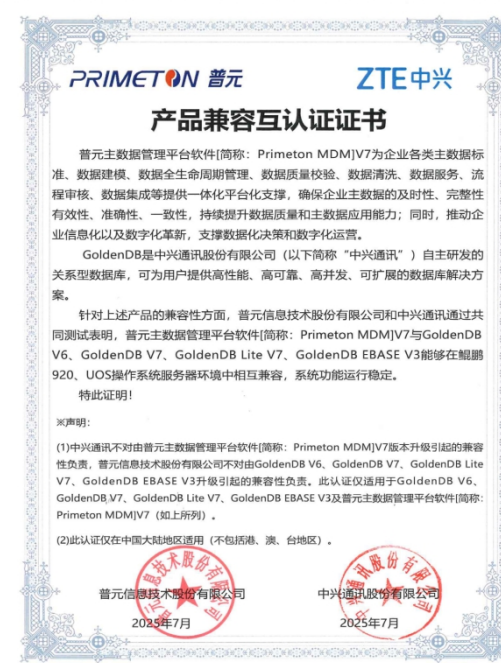 PRIMETON 普元
ZTE中兴
产品兼容互认证证书
普元主数据管理平台软件[简称：Primeton MDM]V7为企业各类主数据标
准、数据建模、数据全生命周期管理、数据质量校验、数据清洗、数据服务、流
程审核、数据集成等提供一体化平台化支撑，确保企业主数据的及时性、完整性
有效性、准确性、一致性，持续提升数据质量和主数据应用能力；同时，推动企
业信息化以及数字化革新，支撑数据化决策和数字化运营。
GoldenDB是中兴通讯股份有限公司（以下简称“中兴通讯”）自主研发的
关系型数据库，可为用户提供高性能、高可靠、高并发、可扩展的数据库解决方
案。
针对上述产品的兼容性方面，普元信息技术股份有限公司和中兴通讯通过共
同测试表明，普元主数据管理平台软件[简称：Primeton MDM]V7与GoldenDB
V6、GoldenDB V7、GoldenDB Lite V7、GoldenDB EBASE V3能够在鲲鹏
920、UOS操作系统服务器环境中相互兼容，系统功能运行稳定。
特此证明！
※声明：
(1)中兴通讯不对由普元主数据管理平台软件[简称：Primeton MDM]V7版本升级引起的兼容
性负责，普元信息技术股份有限公司不对由GoldenDB V6、GoldenDB V7、GoldenDB Lite
V7、GoldenDB EBASE V3升级引起的兼容性负责。此认证仅适用于GoldenDB V6、
GoldenDB V7、GoldenDB Lite V7、GoldenDB EBASE V3及普元主数据管理平台软件[简称:
Primeton MDM]V7（如上所列）。
(2)此认证仅在中国大陆地区适用（不包括港、澳、台地区）。
普元信息技术股份有限公司
中兴通讯股份有限公司
2025年7月
2025年7月
普元信息技术股份有限公司
中兴通讯股份有限公司